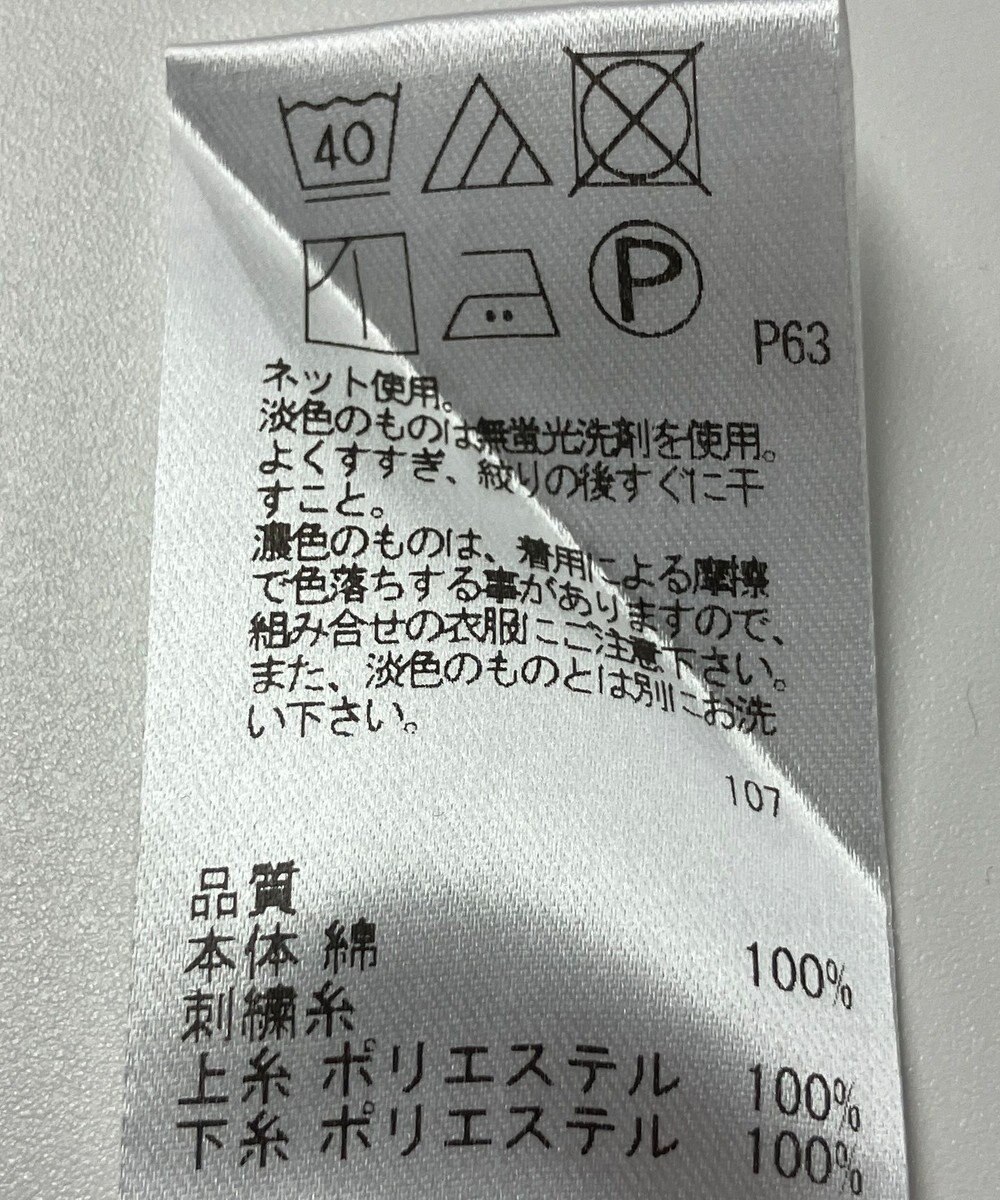 40
P
P63
ネット使用。
淡色のものは無蛍光洗剤を使用。
よくすすぎ、絞りの後すぐに干
すこと。
濃色のものは、着用による摩擦
で色落ちする事がありますので、
組み合せの衣服にご注意下さい。
また、淡色のものとは別にお洗
い下さい。
107
品質
本体 綿 100%
刺繍糸
上糸 ポリエステル 100%
下糸 ポリエステル 100%